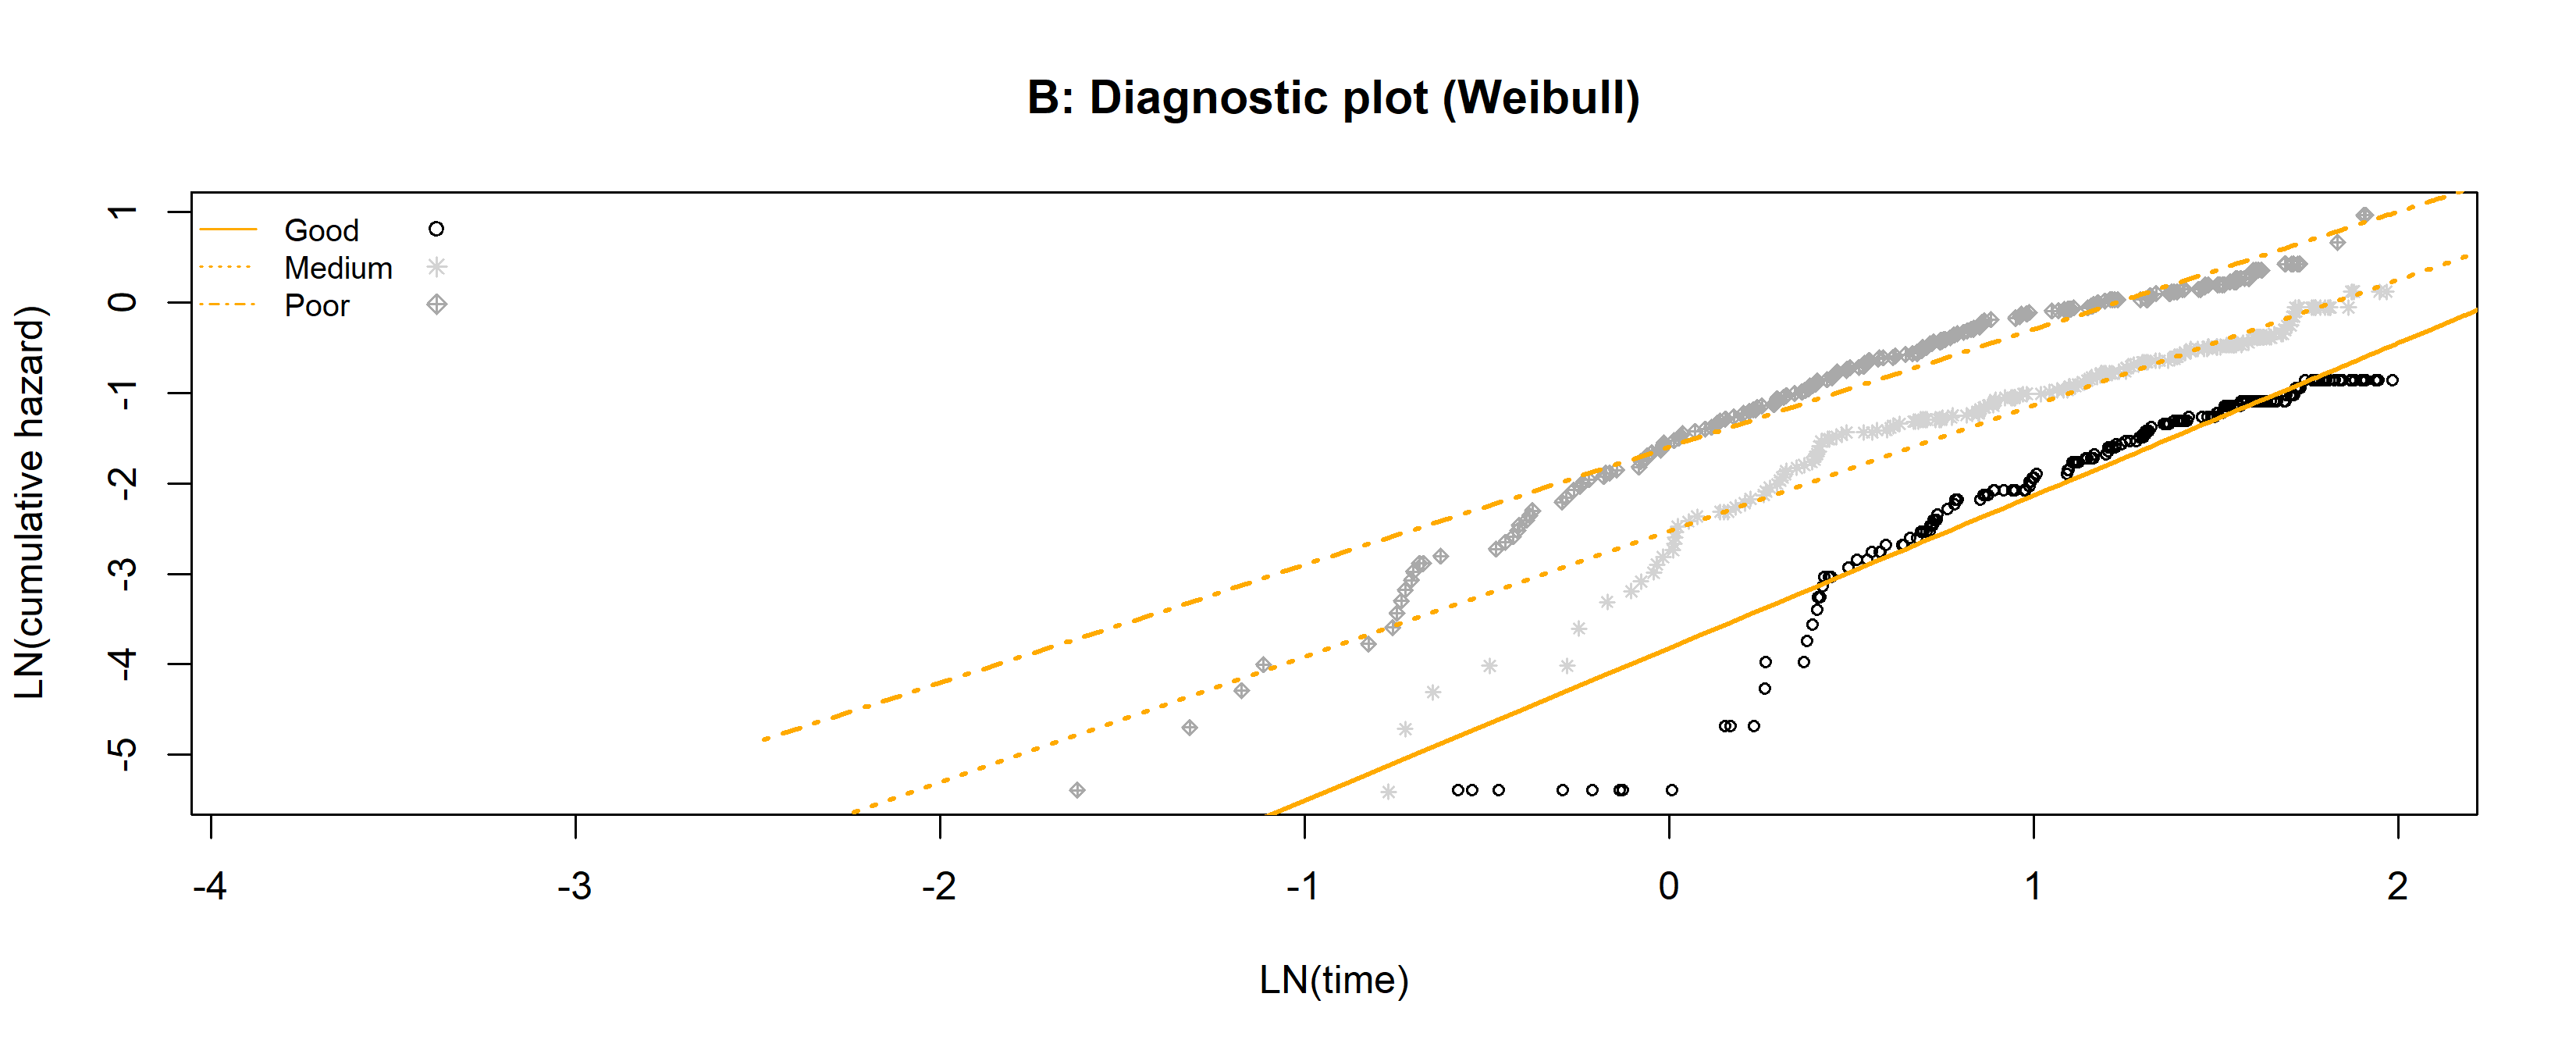 B: Diagnostic plot (Weibull)
LN(cumulative hazard)
1
0
-1
-2
-3
-4
-5
Good
Medium
Poor
-4 -3 -2 -1 0 1 2
LN(time)